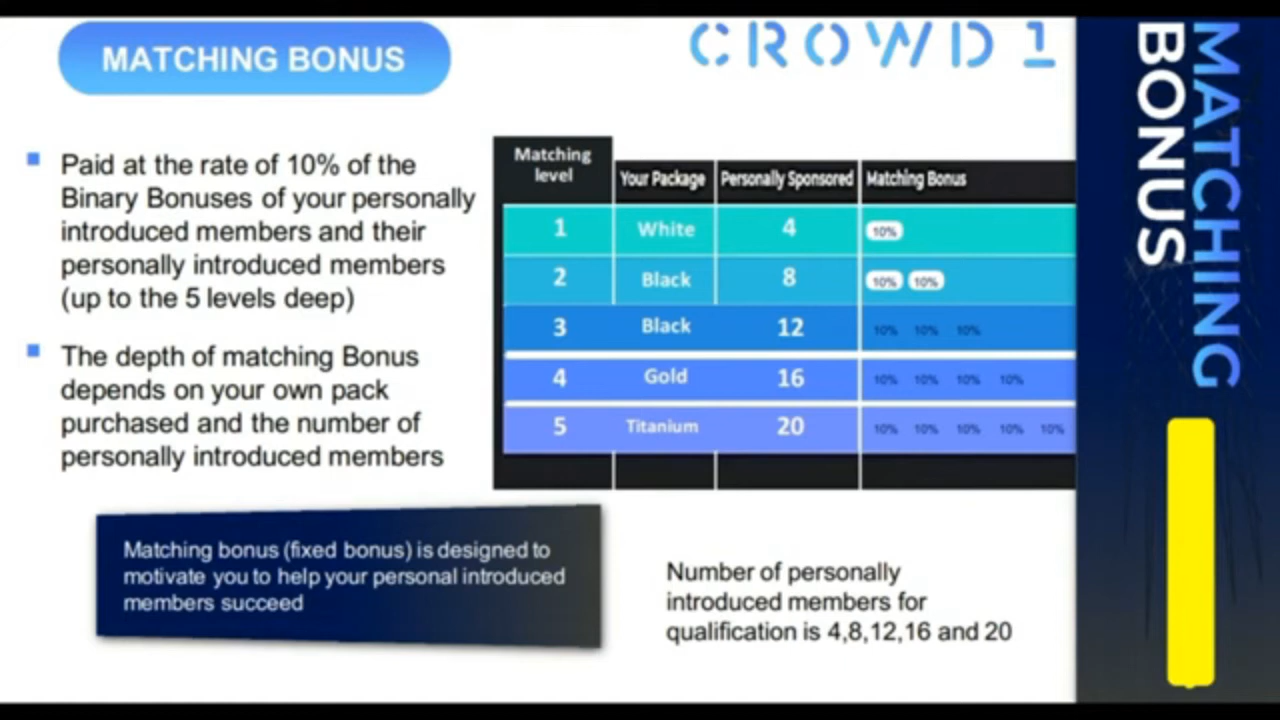 MATCHING BONUS
CROWD1
Paid at the rate of 10% of the
Binary Bonuses of your personally
introduced members and their
personally introduced members
(up to the 5 levels deep)
The depth of matching Bonus
depends on your own pack
purchased and the number of
personally introduced members
Matching
level
Your Package Personally Sponsored Matching Bonus
1 White 4 10%
2 Black 8 10% 10%
3 Black 12 10% 10% 10%
4 Gold 16 10% 10% 10% 10%
5 Titanium 20 10% 10% 10% 10% 10%
Matching bonus (fixed bonus) is designed to
motivate you to help your personal introduced
members succeed
Number of personally
introduced members for
qualification is 4,8,12,16 and 20
MATCHING
BONUS